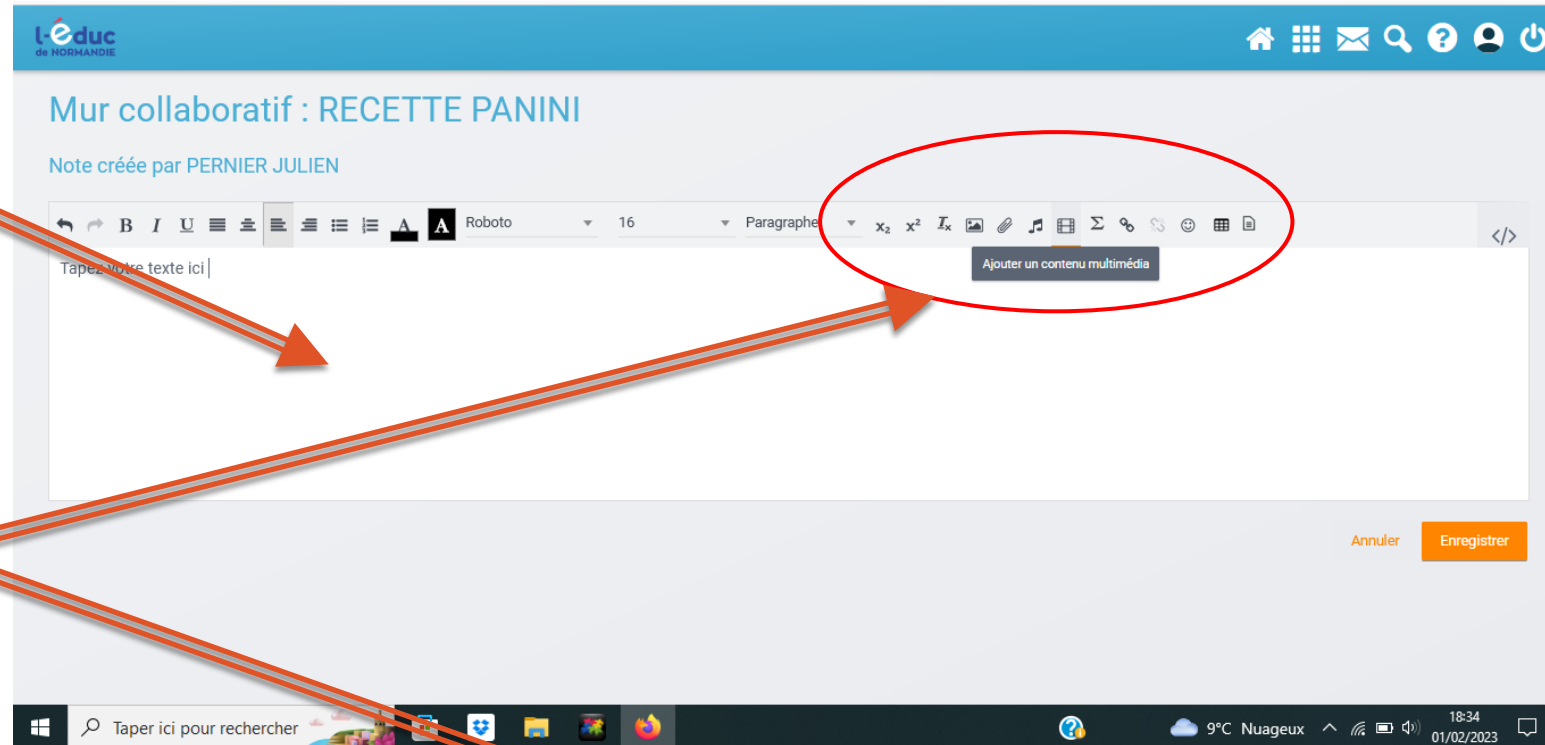 l-éduc
de NORMANDIE
Mur collaboratif : RECETTE PANINI
Note créée par PERNIER JULIEN
B I U A A Roboto 16 Paragraphe x₂ x² Iₓ Σ </>
Tapez votre texte ici
Ajouter un contenu multimédia
Annuler Enregistrer
Taper ici pour rechercher 9°C Nuageux 18:34
01/02/2023